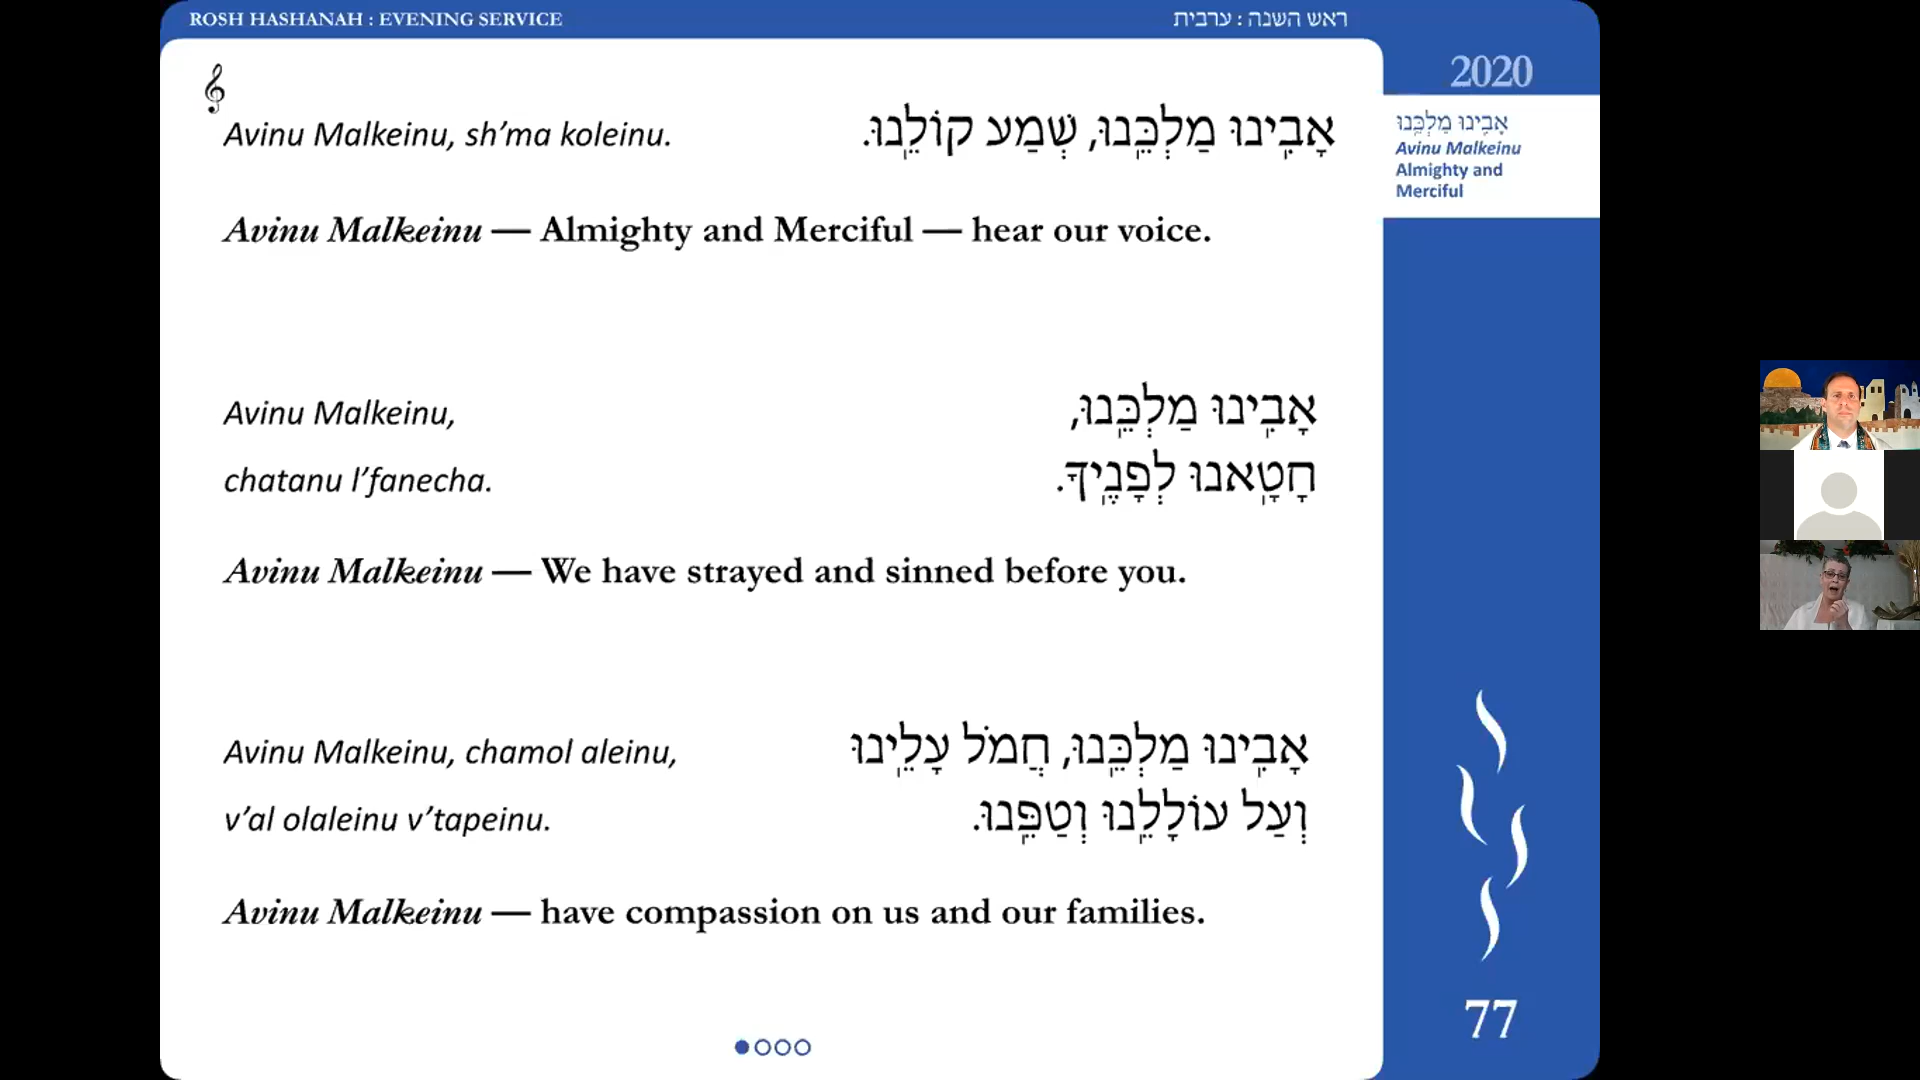 ROSH HASHANAH : EVENING SERVICE
ראש השנה : ערבית
2020
אָבִֽינוּ מַלְכֵּֽנוּ
Avinu Malkeinu
Almighty and
Merciful
Avinu Malkeinu, sh’ma koleinu.
אָבִֽינוּ מַלְכֵּֽנוּ, שְׁמַע קוֹלֵֽנוּ.
Avinu Malkeinu — Almighty and Merciful — hear our voice.
Avinu Malkeinu,
אָבִֽינוּ מַלְכֵּֽנוּ,
chatanu l’fanecha.
חָטָֽאנוּ לְפָנֶֽיךָ.
Avinu Malkeinu — We have strayed and sinned before you.
Avinu Malkeinu, chamol aleinu,
אָבִֽינוּ מַלְכֵּֽנוּ, חֲמֹל עָלֵֽינוּ
v’al olaleinu v’tapeinu.
וְעַל עוֹלָלֵֽנוּ וְטַפֵּֽנוּ.
Avinu Malkeinu — have compassion on us and our families.
77